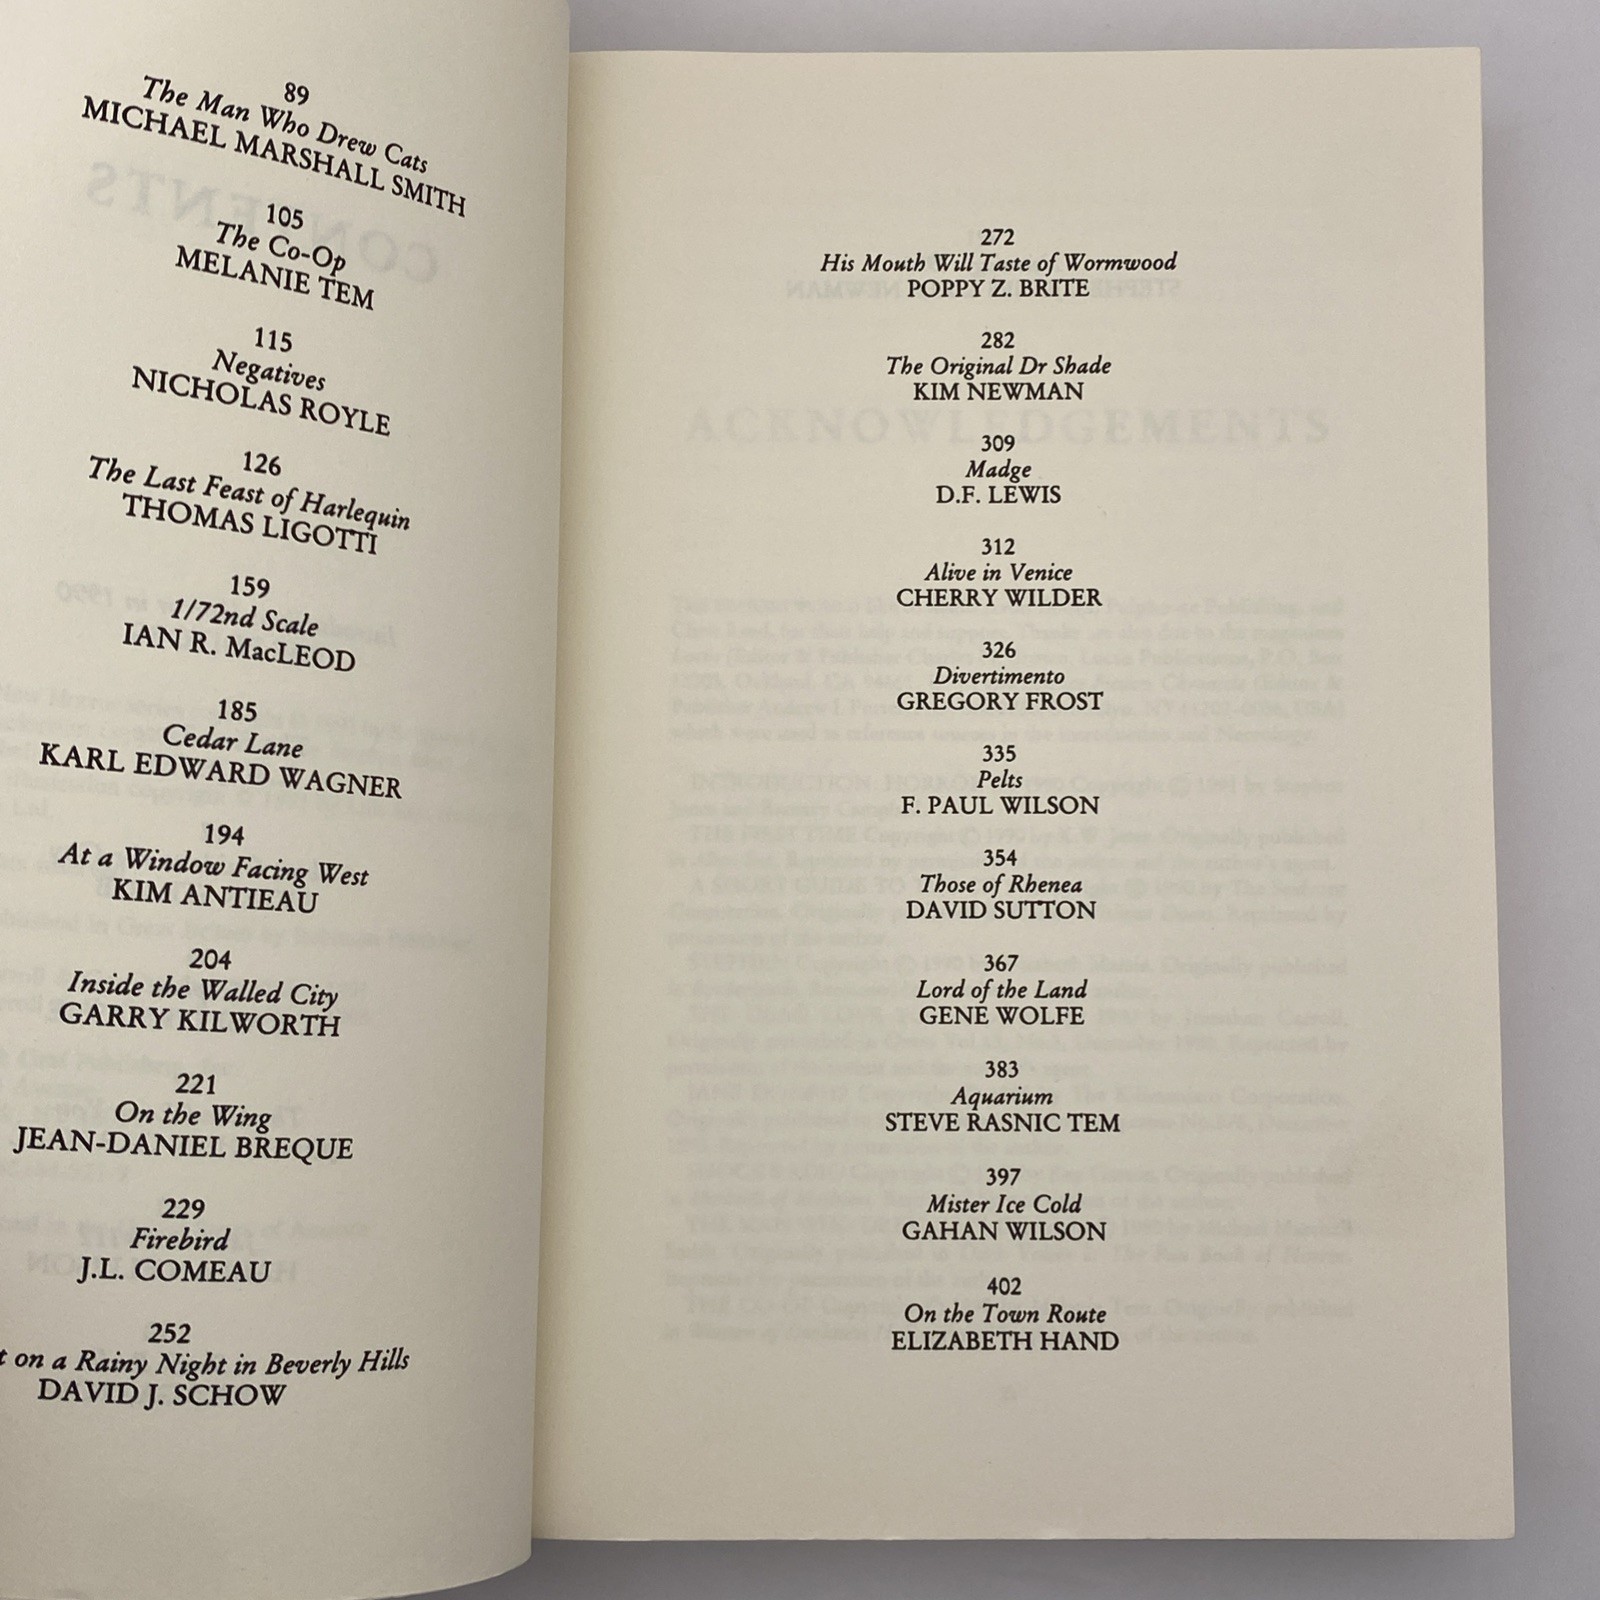 89
The Man Who Drew Cats
MICHAEL MARSHALL SMITH
105
The Co-Op
MELANIE TEM
115
Negatives
NICHOLAS ROYLE
126
The Last Feast of Harlequin
THOMAS LIGOTTI
159
1/72nd Scale
IAN R. MacLEOD
185
Cedar Lane
KARL EDWARD WAGNER
194
At a Window Facing West
KIM ANTIEAU
204
Inside the Walled City
GARRY KILWORTH
221
On the Wing
JEAN-DANIEL BREQUE
229
Firebird
J.L. COMEAU
252
on a Rainy Night in Beverly Hills
DAVID J. SCHOW
272
His Mouth Will Taste of Wormwood
POPPY Z. BRITE
282
The Original Dr Shade
KIM NEWMAN
ACKNOWLEDGEMENTS
309
Madge
D.F. LEWIS
312
Alive in Venice
CHERRY WILDER
326
Divertimento
GREGORY FROST
335
Pelts
F. PAUL WILSON
354
Those of Rhenea
DAVID SUTTON
367
Lord of the Land
GENE WOLFE
383
Aquarium
STEVE RASNIC TEM
397
Mister Ice Cold
GAHAN WILSON
402
On the Town Route
ELIZABETH HAND